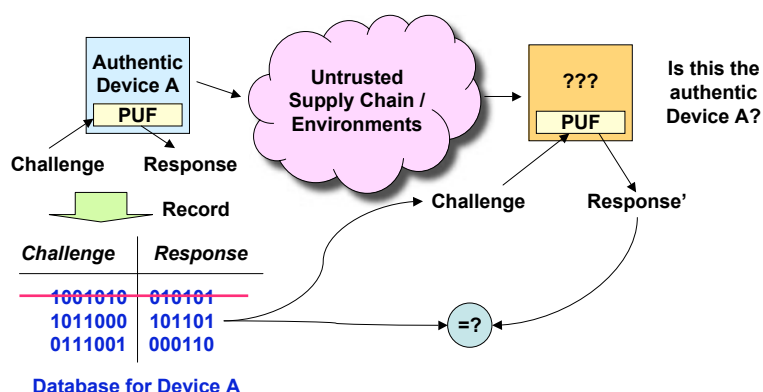 Authentic
Device A
PUF
Challenge
Response
Record
Challenge Response
1001010 010101
1011000 101101
0111001 000110
Database for Device A
Untrusted
Supply Chain /
Environments
???
PUF
Is this the
authentic
Device A?
Challenge
Response’
=?